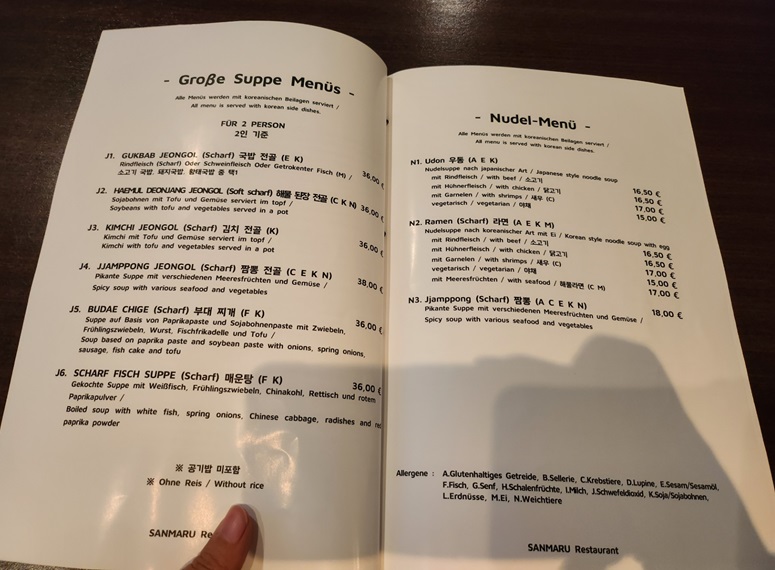 - Große Suppe Menüs -
Alle Menüs werden mit koreanischen Beilagen serviert /
All menu is served with korean side dishes.
FÜR 2 PERSON
2인 기준
J1. GUKBAB JEONGOL (Scharf) 국밥 전골 (E K)
Rindfleisch (Scharf) Oder Schweinfleisch Oder Getrokenter Fisch (M) / 36,00 €
소고기 국밥, 돼지국밥, 황태국밥 중 택1
J2. HAEMUL DEONJANG JEONGOL (Soft scharf) 해물 된장 전골 (C K N) 36,00 €
Sojabohnen mit Tofu und Gemüse serviert im topf /
Soybeans with tofu and vegetables served in a pot
J3. KIMCHI JEONGOL (Scharf) 김치 전골 (K)
Kimchi mit Tofu und Gemüse serviert im topf / 36,00 €
Kimchi with tofu and vegetables served in a pot
J4. JJAMPPONG JEONGOL (Scharf) 짬뽕 전골 (C E K N)
Pikante Suppe mit verschiedenen Meeresfrüchten und Gemüse / 38,00 €
Spicy soup with various seafood and vegetables
J5. BUDAE CHIGE (Scharf) 부대 찌개 (F K) 36,00 €
Suppe auf Basis von Paprikapaste und Sojabohnenpaste mit Zwiebeln,
Frühlingszwiebeln, Wurst, Fischfrikadelle und Tofu /
Soup based on paprika paste and soybean paste with onions, spring onions,
sausage, fish cake and tofu
J6. SCHARF FISCH SUPPE (Scharf) 매운탕 (F K) 36,00 €
Gekochte Suppe mit Weißfisch, Frühlingszwiebeln, Chinakohl, Rettisch und rotem
Paprikapulver /
Boiled soup with white fish, spring onions, Chinese cabbage, radishes and red
paprika powder
※ 공기밥 미포함
※ Ohne Reis / Without rice
SANMARU
- Nudel-Menü -
Alle Menüs werden mit koreanischen Beilagen serviert /
All menu is served with korean side dishes.
N1. Udon 우동 (A E K)
Nudelsuppe nach japanischer Art / Japanese style noodle soup
mit Rindfleisch / with beef / 소고기 16,50 €
mit Hühnerfleisch / with chicken / 닭고기 16,50 €
mit Garnelen / with shrimps / 새우 (C) 17,00 €
vegetarisch / vegetarian / 야채 15,00 €
N2. Ramen (Scharf) 라면 (A E K M)
Nudelsuppe nach koreanischer Art mit Ei / Korean style noodle soup with egg
mit Rindfleisch / with beef / 소고기 16,50 €
mit Hühnerfleisch / with chicken / 닭고기 16,50 €
mit Garnelen / with shrimps / 새우 (C) 17,00 €
vegetarisch / vegetarian / 야채 15,00 €
mit Meeresfrüchten / with seafood / 해물라면 (C M) 17,00 €
N3. Jjamppong (Scharf) 짬뽕 (A C E K N)
Pikante Suppe mit verschiedenen Meeresfrüchten und Gemüse / 18,00 €
Spicy soup with various seafood and vegetables
Allergene : A.Glutenhaltiges Getreide, B.Sellerie, C.Krebstiere, D.Lupine, E.Sesam/Sesamöl,
F.Fisch, G.Senf, H.Schalenfrüchte, I.Milch, J.Schwefeldioxid, K.Soja/Sojabohnen,
L.Erdnüsse, M.Ei, N.Weichtiere
SANMARU Restaurant